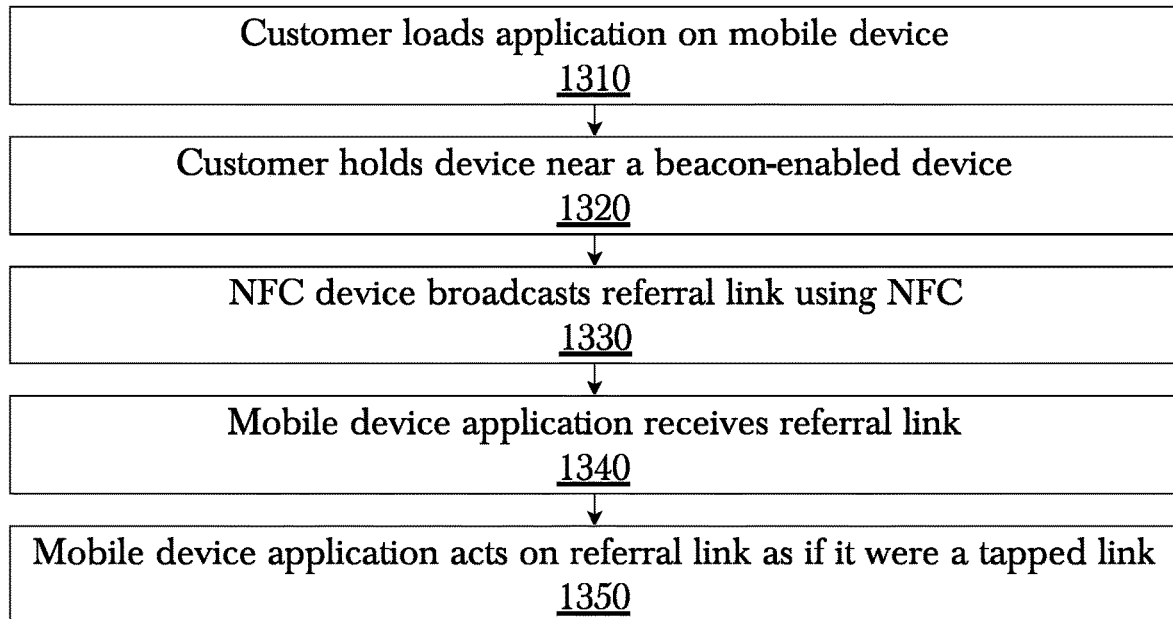 Customer loads application on mobile device
1310
Customer holds device near a beacon-enabled device
1320
NFC device broadcasts referral link using NFC
1330
Mobile device application receives referral link
1340
Mobile device application acts on referral link as if it were a tapped link
1350